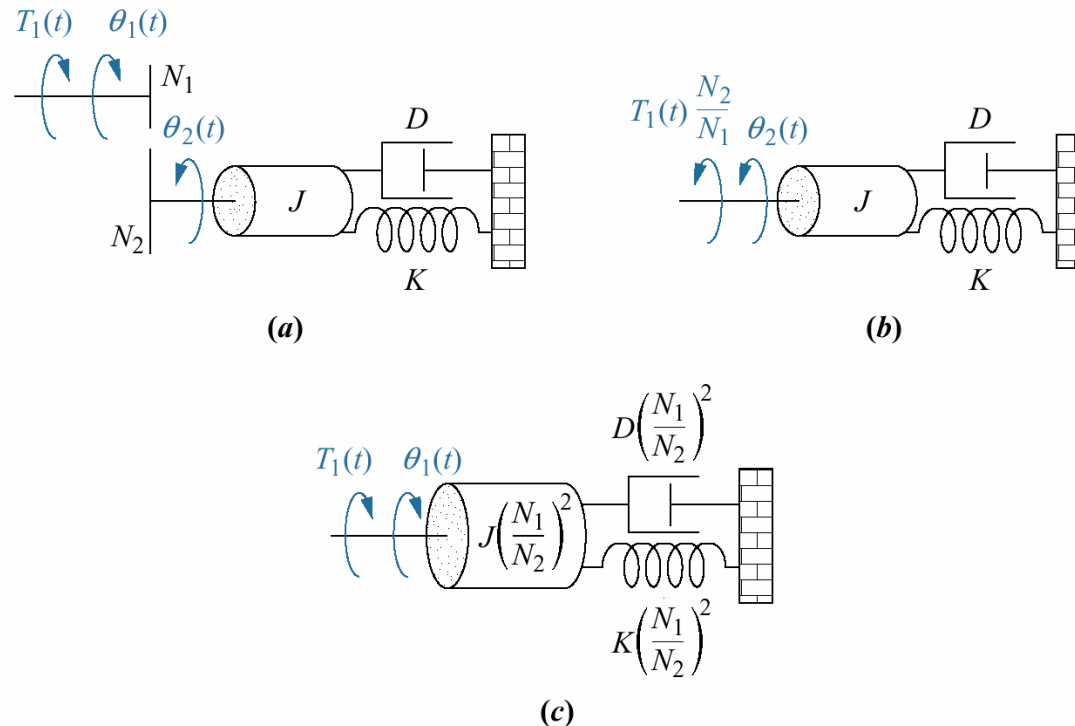 T₁(t) θ₁(t)
N₁
θ₂(t)
N₂
J
D
K
(a)
T₁(t) N₂/N₁ θ₂(t)
J
D
K
(b)
T₁(t) θ₁(t)
J(N₁/N₂)²
D(N₁/N₂)²
K(N₁/N₂)²
(c)